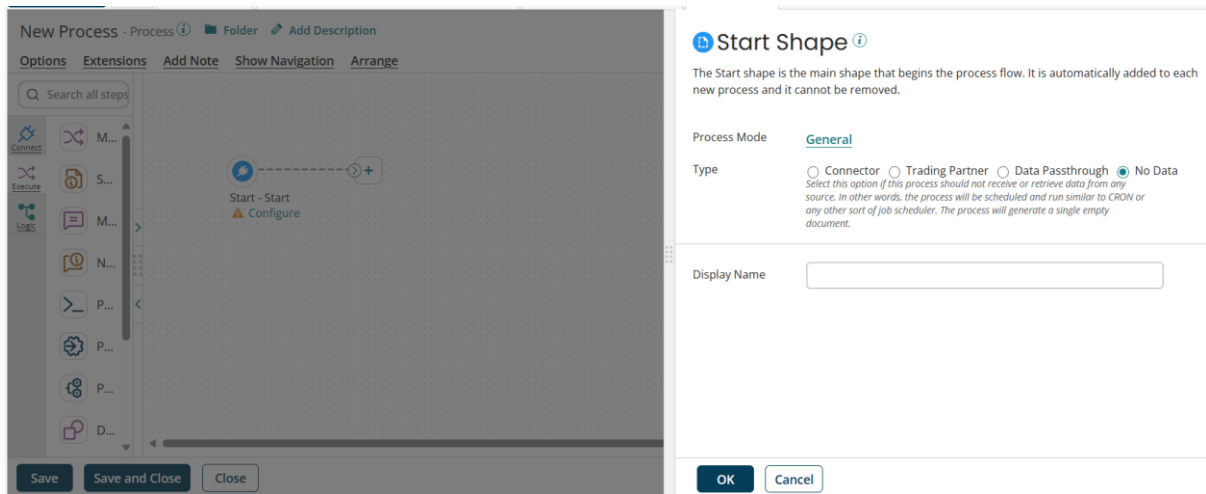 New Process - Process Folder Add Description
Options Extensions Add Note Show Navigation Arrange
Search all steps
Connect
Execute
Logic
M...
S...
M...
N...
P...
P...
P...
D...
Start - Start
Configure
Save Save and Close Close
Start Shape
The Start shape is the main shape that begins the process flow. It is automatically added to each
new process and it cannot be removed.
Process Mode General
Type Connector Trading Partner Data Passthrough No Data
Select this option if this process should not receive or retrieve data from any
source. In other words, the process will be scheduled and run similar to CRON or
any other sort of job scheduler. The process will generate a single empty
document.
Display Name
OK Cancel